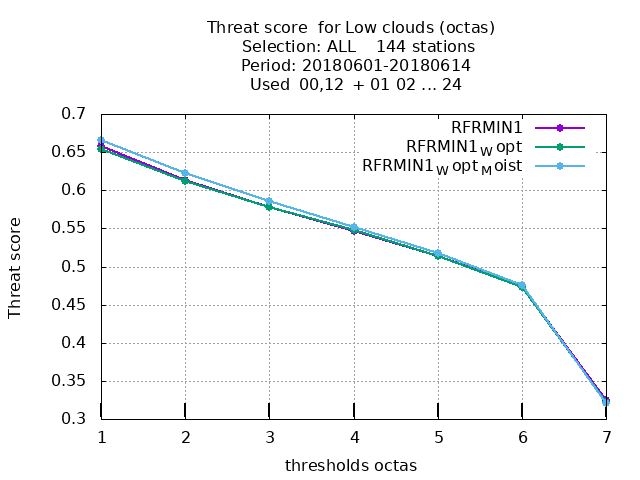 Threat score  for Low clouds (octas)
Selection: ALL    144 stations
Period: 20180601-20180614
Used  00,12  + 01 02 ... 24
RFRMIN1
RFRMIN1W opt
RFRMIN1W optM oist
0.7
0.65
0.6
0.55
0.5
0.45
0.4
0.35
0.3
Threat score
1 2 3 4 5 6 7
thresholds octas